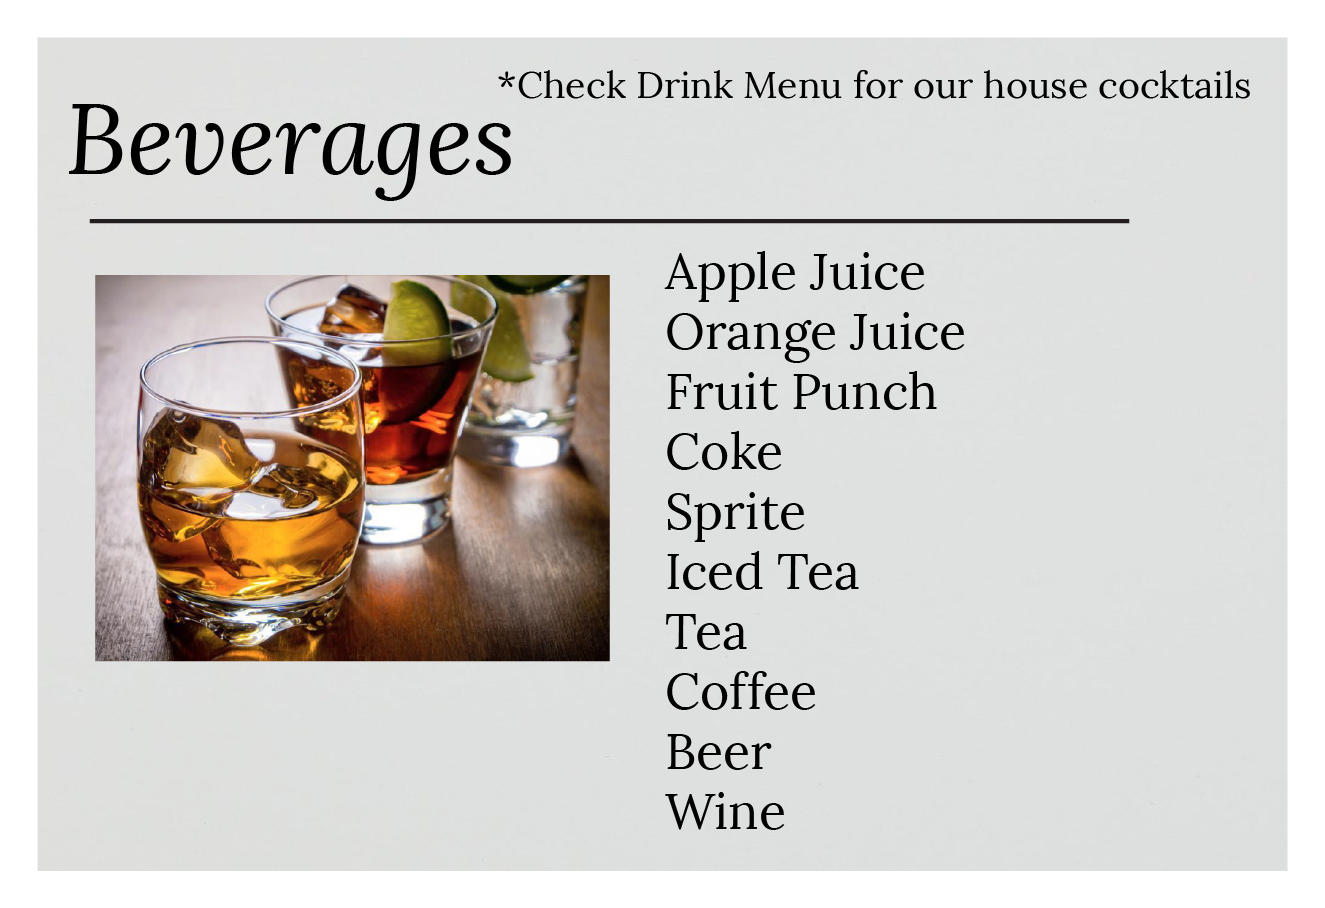 *Check Drink Menu for our house cocktails
Beverages
Apple Juice
Orange Juice
Fruit Punch
Coke
Sprite
Iced Tea
Tea
Coffee
Beer
Wine